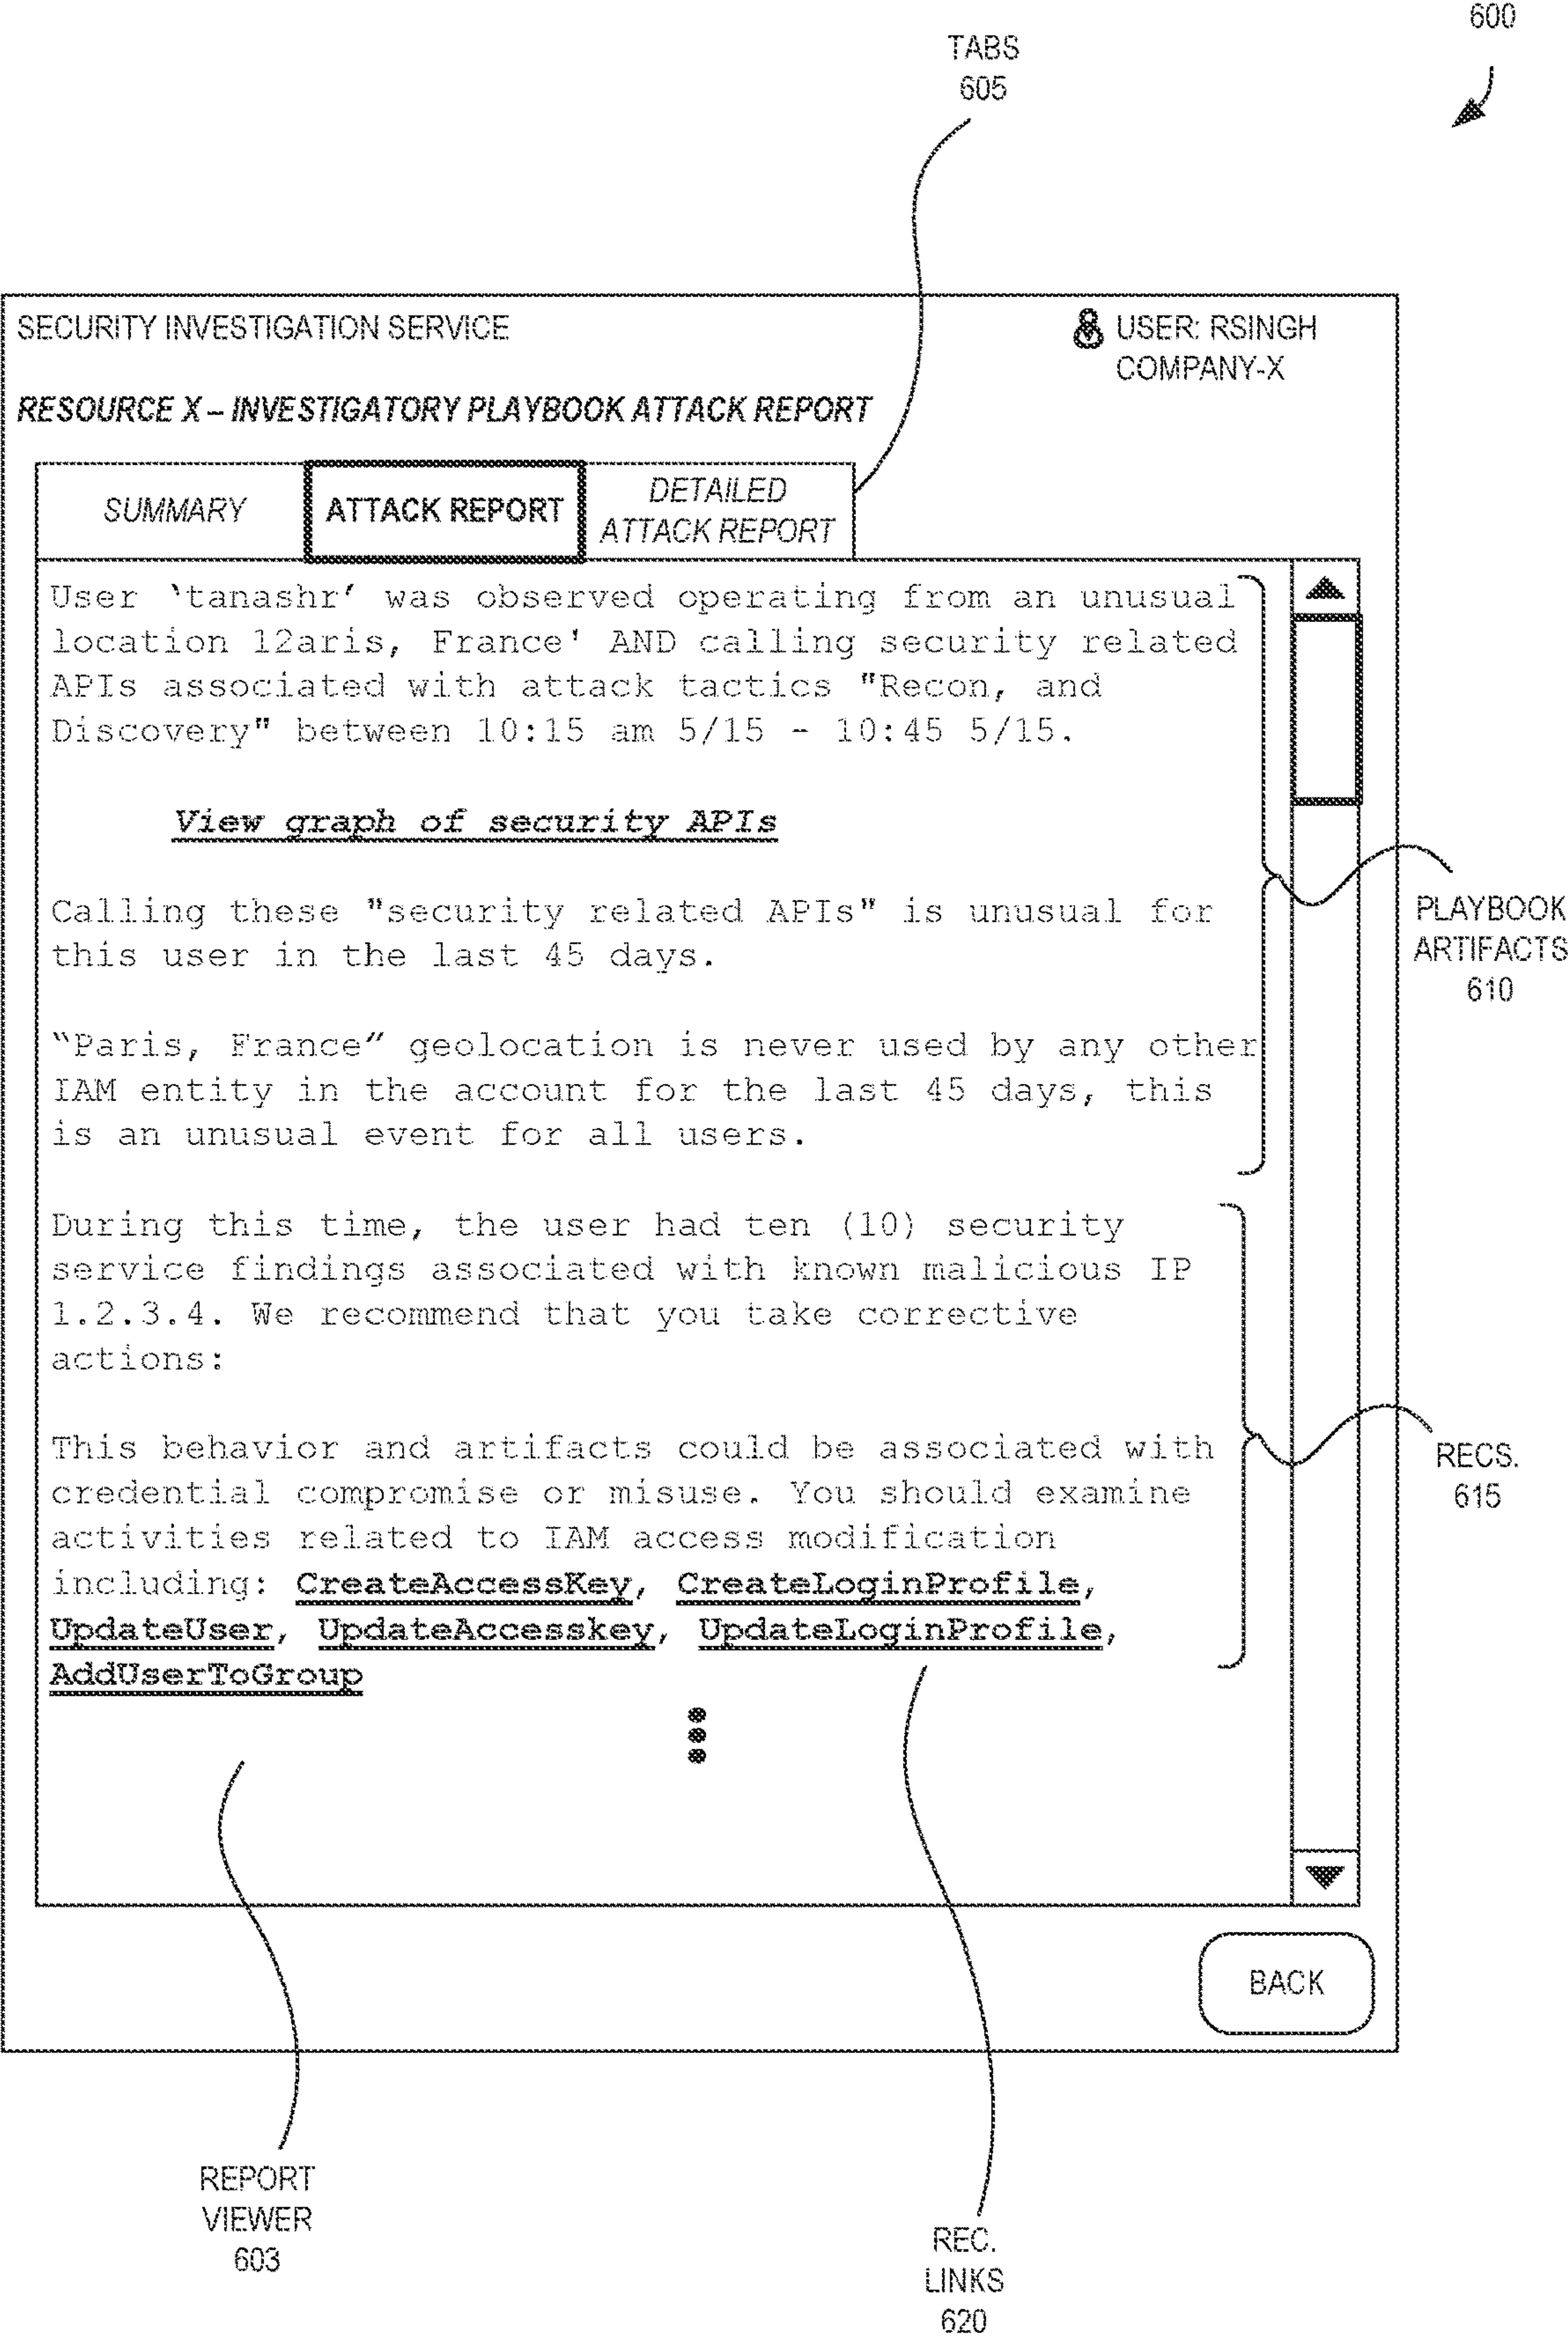 600
TABS
605
SECURITY INVESTIGATION SERVICE
USER: RSINGH
COMPANY-X
RESOURCE X – INVESTIGATORY PLAYBOOK ATTACK REPORT
SUMMARY
ATTACK REPORT
DETAILED
ATTACK REPORT
User ‘tanashr’ was observed operating from an unusual
location 12aris, France' AND calling security related
APIs associated with attack tactics "Recon, and
Discovery" between 10:15 am 5/15 - 10:45 5/15.
View graph of security APIs
Calling these "security related APIs" is unusual for
this user in the last 45 days.
“Paris, France” geolocation is never used by any other
IAM entity in the account for the last 45 days, this
is an unusual event for all users.
PLAYBOOK
ARTIFACTS
610
During this time, the user had ten (10) security
service findings associated with known malicious IP
1.2.3.4. We recommend that you take corrective
actions:
This behavior and artifacts could be associated with
credential compromise or misuse. You should examine
activities related to IAM access modification
including: CreateAccessKey, CreateLoginProfile,
UpdateUser, UpdateAccesskey, UpdateLoginProfile,
AddUserToGroup
RECS.
615
BACK
REPORT
VIEWER
603
REC.
LINKS
620